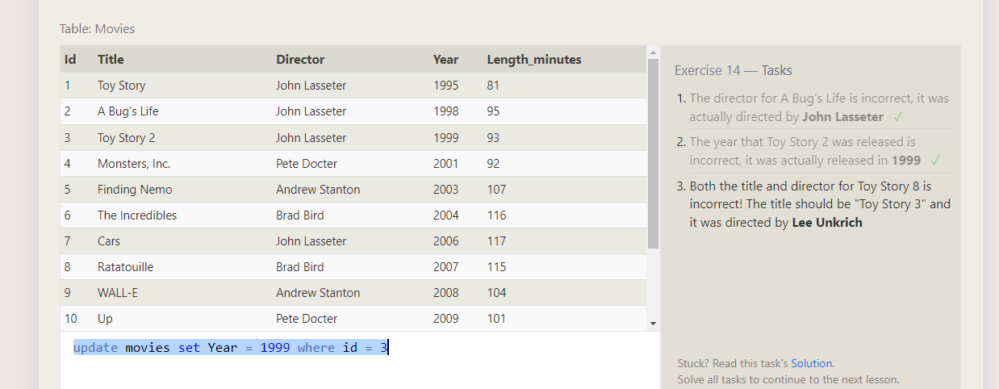 Table: Movies
Id Title Director Year Length_minutes
1 Toy Story John Lasseter 1995 81
2 A Bug's Life John Lasseter 1998 95
3 Toy Story 2 John Lasseter 1999 93
4 Monsters, Inc. Pete Docter 2001 92
5 Finding Nemo Andrew Stanton 2003 107
6 The Incredibles Brad Bird 2004 116
7 Cars John Lasseter 2006 117
8 Ratatouille Brad Bird 2007 115
9 WALL-E Andrew Stanton 2008 104
10 Up Pete Docter 2009 101
update movies set Year = 1999 where id = 3
Exercise 14 — Tasks
1. The director for A Bug's Life is incorrect, it was
actually directed by John Lasseter ✓
2. The year that Toy Story 2 was released is
incorrect, it was actually released in 1999 ✓
3. Both the title and director for Toy Story 8 is
incorrect! The title should be "Toy Story 3" and
it was directed by Lee Unkrich
Stuck? Read this task's Solution.
Solve all tasks to continue to the next lesson.